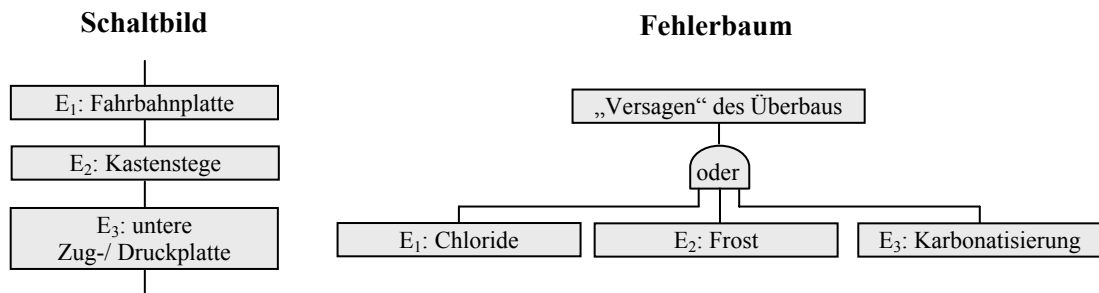 Schaltbild
E₁: Fahrbahnplatte
E₂: Kastenstege
E₃: untere
Zug-/ Druckplatte
Fehlerbaum
„Versagen“ des Überbaus
oder
E₁: Chloride
E₂: Frost
E₃: Karbonatisierung